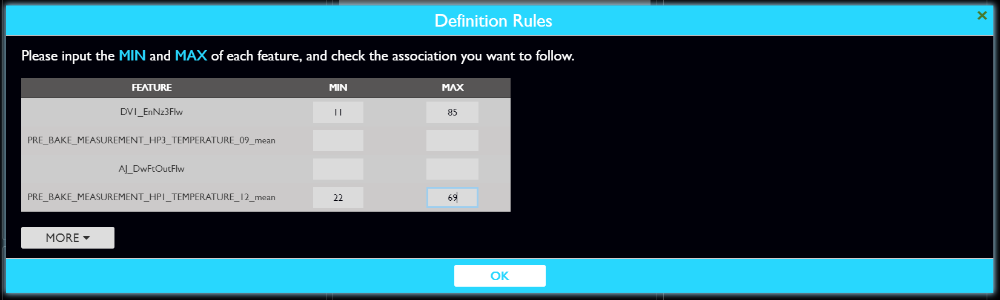 Definition Rules
Please input the MIN and MAX of each feature, and check the association you want to follow.
FEATURE MIN MAX
DV1_EnNz3Flw 11 85
PRE_BAKE_MEASUREMENT_HP3_TEMPERATURE_09_mean
AJ_DwFtOutFlw
PRE_BAKE_MEASUREMENT_HP1_TEMPERATURE_12_mean 22 69
MORE
OK